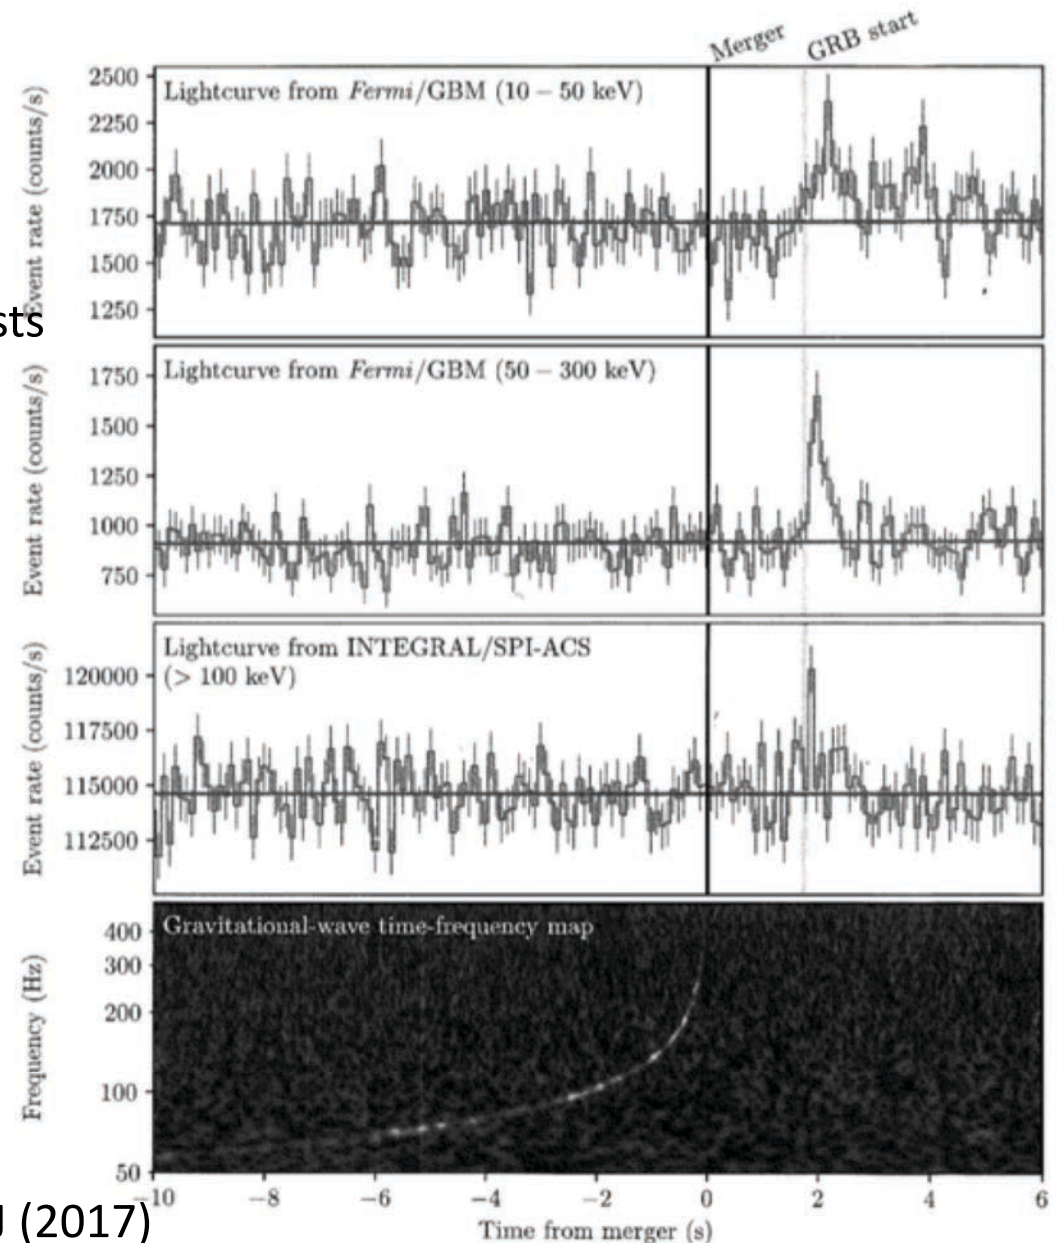 Merger GRB start
Lightcurve from Fermi/GBM (10 – 50 keV)
Event rate (counts/s)
2500
2250
2000
1750
1500
1250
sts
Lightcurve from Fermi/GBM (50 – 300 keV)
Event rate (counts/s)
1750
1500
1250
1000
750
Lightcurve from INTEGRAL/SPI-ACS
(> 100 keV)
Event rate (counts/s)
120000
117500
115000
112500
Gravitational-wave time-frequency map
Frequency (Hz)
400
300
200
100
50
−10 −8 −6 −4 −2 0 2 4 6
Time from merger (s)
(2017)